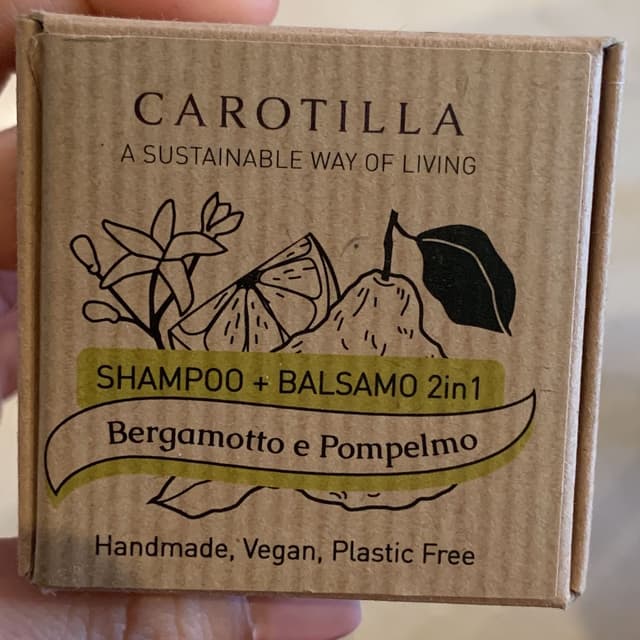 CAROTILLA
A SUSTAINABLE WAY OF LIVING
SHAMPOO + BALSAMO 2in1
Bergamotto e Pompelmo
Handmade, Vegan, Plastic Free